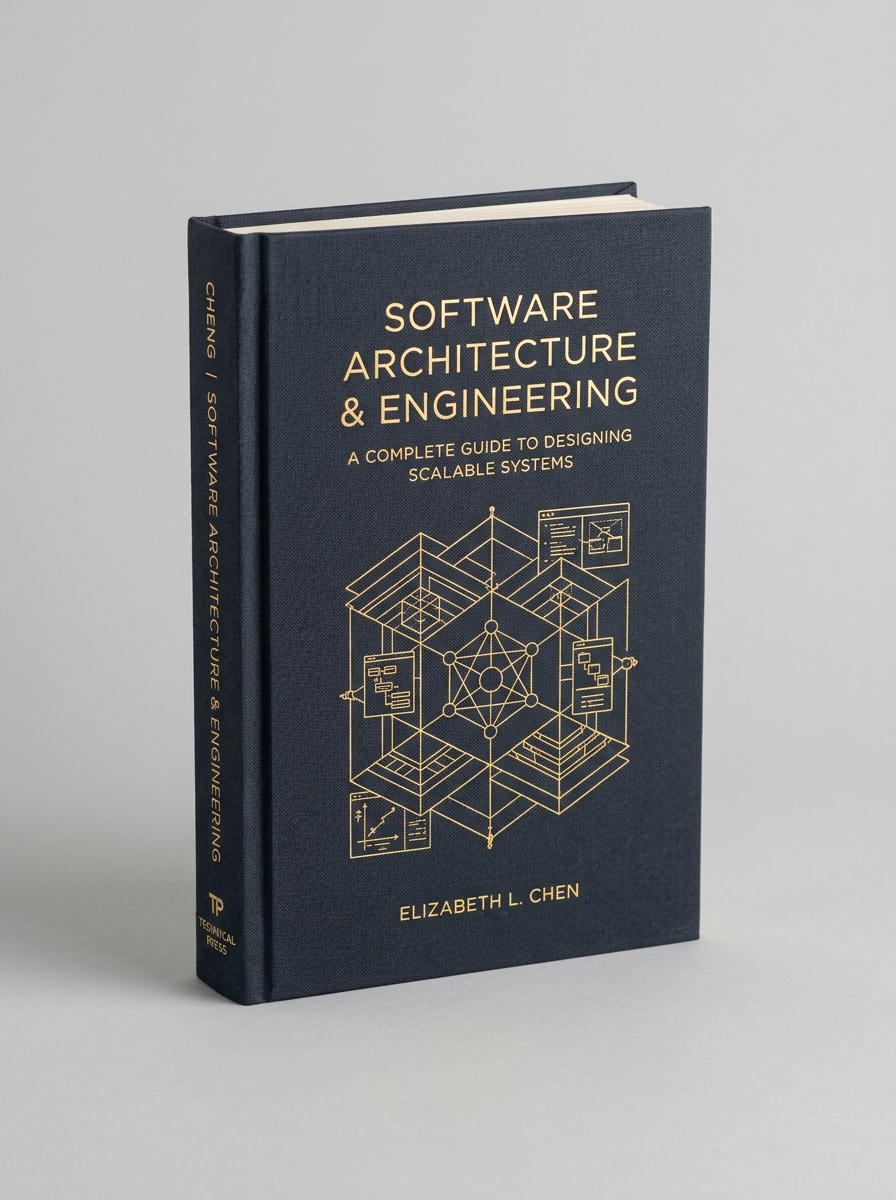 SOFTWARE
ARCHITECTURE
& ENGINEERING
A COMPLETE GUIDE TO DESIGNING
SCALABLE SYSTEMS
ELIZABETH L. CHEN
CHENG | SOFTWARE ARCHITECTURE & ENGINEERING
TP